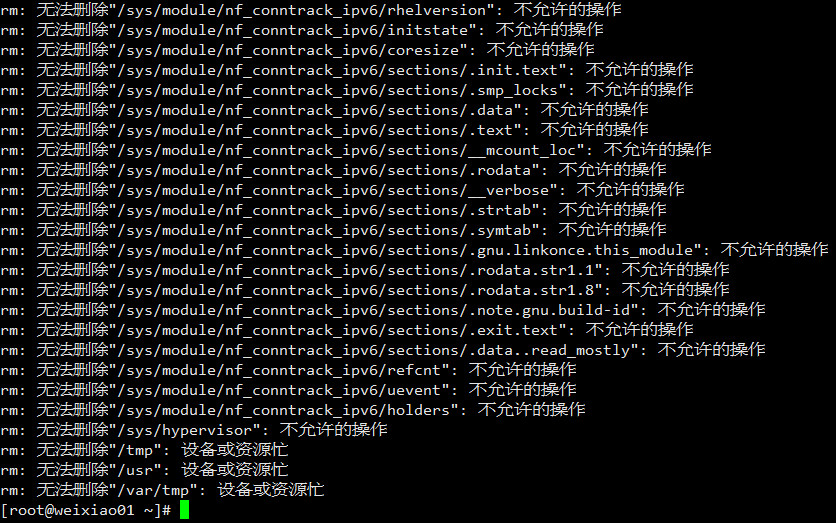 rm: 无法删除"/sys/module/nf_conntrack_ipv6/rhelversion": 不允许的操作
rm: 无法删除"/sys/module/nf_conntrack_ipv6/initstate": 不允许的操作
rm: 无法删除"/sys/module/nf_conntrack_ipv6/coresize": 不允许的操作
rm: 无法删除"/sys/module/nf_conntrack_ipv6/sections/.init.text": 不允许的操作
rm: 无法删除"/sys/module/nf_conntrack_ipv6/sections/.smp_locks": 不允许的操作
rm: 无法删除"/sys/module/nf_conntrack_ipv6/sections/.data": 不允许的操作
rm: 无法删除"/sys/module/nf_conntrack_ipv6/sections/.text": 不允许的操作
rm: 无法删除"/sys/module/nf_conntrack_ipv6/sections/__mcount_loc": 不允许的操作
rm: 无法删除"/sys/module/nf_conntrack_ipv6/sections/.rodata": 不允许的操作
rm: 无法删除"/sys/module/nf_conntrack_ipv6/sections/__verbose": 不允许的操作
rm: 无法删除"/sys/module/nf_conntrack_ipv6/sections/.strtab": 不允许的操作
rm: 无法删除"/sys/module/nf_conntrack_ipv6/sections/.symtab": 不允许的操作
rm: 无法删除"/sys/module/nf_conntrack_ipv6/sections/.gnu.linkonce.this_module": 不允许的操作
rm: 无法删除"/sys/module/nf_conntrack_ipv6/sections/.rodata.str1.1": 不允许的操作
rm: 无法删除"/sys/module/nf_conntrack_ipv6/sections/.rodata.str1.8": 不允许的操作
rm: 无法删除"/sys/module/nf_conntrack_ipv6/sections/.note.gnu.build-id": 不允许的操作
rm: 无法删除"/sys/module/nf_conntrack_ipv6/sections/.exit.text": 不允许的操作
rm: 无法删除"/sys/module/nf_conntrack_ipv6/sections/.data..read_mostly": 不允许的操作
rm: 无法删除"/sys/module/nf_conntrack_ipv6/refcnt": 不允许的操作
rm: 无法删除"/sys/module/nf_conntrack_ipv6/uevent": 不允许的操作
rm: 无法删除"/sys/module/nf_conntrack_ipv6/holders": 不允许的操作
rm: 无法删除"/sys/hypervisor": 不允许的操作
rm: 无法删除"/tmp": 设备或资源忙
rm: 无法删除"/usr": 设备或资源忙
rm: 无法删除"/var/tmp": 设备或资源忙
[root@weixiao01 ~]#